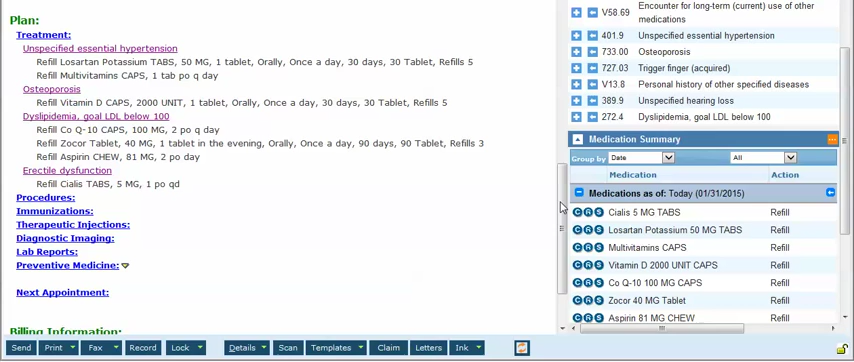 Plan:
Treatment:
Unspecified essential hypertension
Refill Losartan Potassium TABS, 50 MG, 1 tablet, Orally, Once a day, 30 days, 30 Tablet, Refills 5
Refill Multivitamins CAPS, 1 tab po q day
Osteoporosis
Refill Vitamin D CAPS, 2000 UNIT, 1 tablet, Orally, Once a day, 30 days, 30 Tablet, Refills 5
Dyslipidemia, goal LDL below 100
Refill Co Q-10 CAPS, 100 MG, 2 po q day
Refill Zocor Tablet, 40 MG, 1 tablet in the evening, Orally, Once a day, 90 days, 90 Tablet, Refills 3
Refill Aspirin CHEW, 81 MG, 2 po day
Erectile dysfunction
Refill Cialis TABS, 5 MG, 1 po qd
Procedures:
Immunizations:
Therapeutic Injections:
Diagnostic Imaging:
Lab Reports:
Preventive Medicine:
Next Appointment:
Billing Information:
Send Print Fax Record Lock Details Scan Templates Claim Letters Ink
V58.69 Encounter for long-term (current) use of other
medications
401.9 Unspecified essential hypertension
733.00 Osteoporosis
727.03 Trigger finger (acquired)
V13.8 Personal history of other specified diseases
389.9 Unspecified hearing loss
272.4 Dyslipidemia, goal LDL below 100
Medication Summary
Group by Date All
Medication Action
Medications as of: Today (01/31/2015)
C R S Cialis 5 MG TABS Refill
C R S Losartan Potassium 50 MG TABS Refill
C R S Multivitamins CAPS Refill
C R S Vitamin D 2000 UNIT CAPS Refill
C R S Co Q-10 100 MG CAPS Refill
C R S Zocor 40 MG Tablet Refill
C R S Aspirin 81 MG CHEW Refill